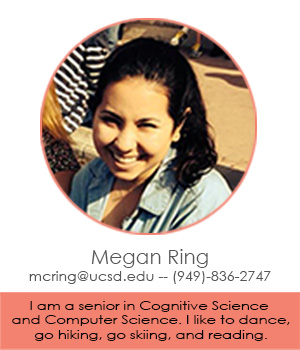 Megan Ring
mcring@ucsd.edu -- (949)-836-2747
I am a senior in Cognitive Science
and Computer Science. I like to dance,
go hiking, go skiing, and reading.